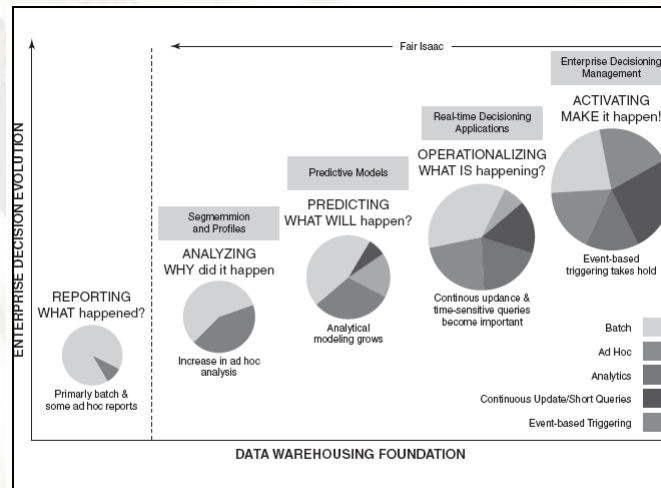 Fair Isaac
Enterprise Decisioning
Management
ACTIVATING
MAKE it happen!
Event-based
triggering takes hold
Real-time Decisioning
Applications
OPERATIONALIZING
WHAT IS happening?
Continous updance &
time-sensitive queries
become important
Predictive Models
PREDICTING
WHAT WILL happen?
Analytical
modeling grows
Segmemmion
and Profiles
ANALYZING
WHY did it happen
Increase in ad hoc
analysis
REPORTING
WHAT happened?
Primarly batch &
some ad hoc reports
Batch
Ad Hoc
Analytics
Continuous Update/Short Queries
Event-based Triggering
ENTERPRISE DECISION EVOLUTION
DATA WAREHOUSING FOUNDATION